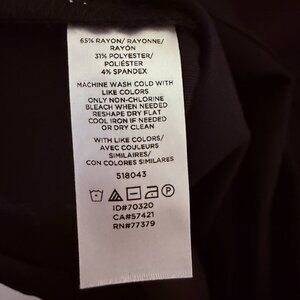 65% RAYON/ RAYONNE/
RAYÓN
31% POLYESTER/
POLIÉSTER
4% SPANDEX
MACHINE WASH COLD WITH
LIKE COLORS
ONLY NON-CHLORINE
BLEACH WHEN NEEDED
RESHAPE DRY FLAT
COOL IRON IF NEEDED
OR DRY CLEAN
WITH LIKE COLORS/
AVEC COULEURS
SIMILAIRES/
CON COLORES SIMILARES
518043
P
ID#70320
CA#57421
RN#77379